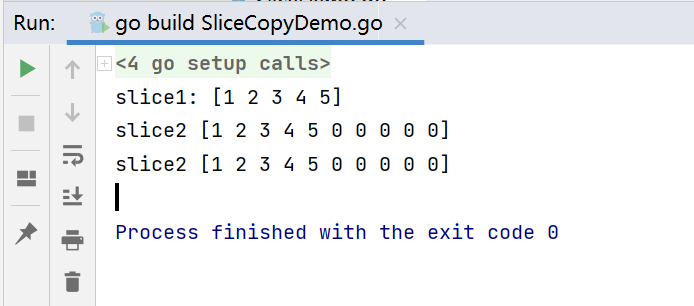 Run: go build SliceCopyDemo.go
<4 go setup calls>
slice1: [1 2 3 4 5]
slice2 [1 2 3 4 5 0 0 0 0 0]
slice2 [1 2 3 4 5 0 0 0 0 0]
Process finished with the exit code 0